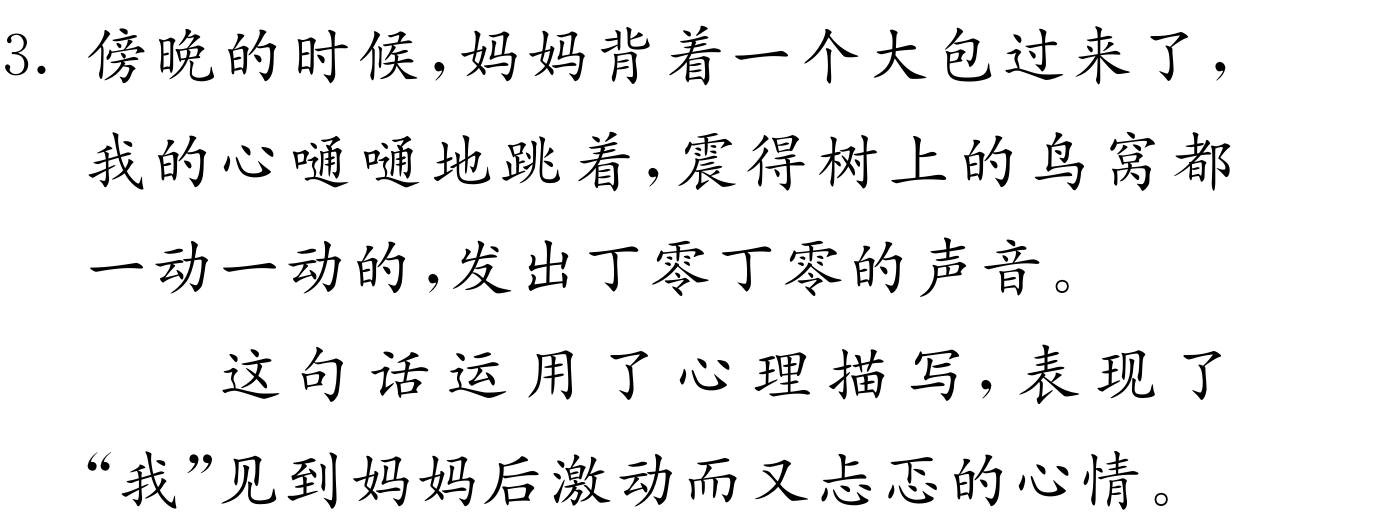 3. 傍晚的时候,妈妈背着一个大包过来了,
我的心嗵嗵地跳着,震得树上的鸟窝都
一动一动的,发出丁零丁零的声音。
这句话运用了心理描写,表现了
“我”见到妈妈后激动而又忐忑的心情。